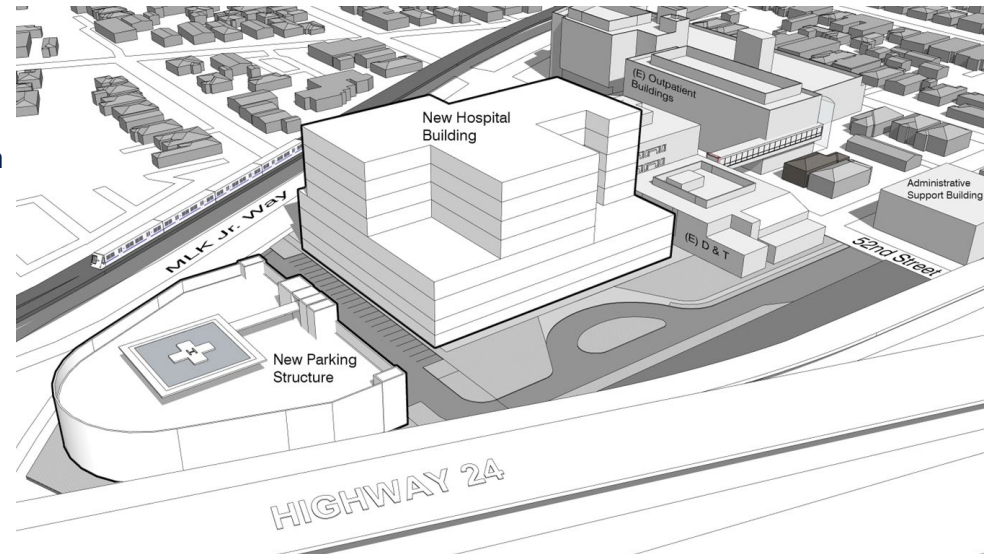 New Hospital
Building
(E) Outpatient
Buildings
Administrative
Support Building
MLK Jr. Way
(E) D & T
52nd Street
H
New Parking
Structure
HIGHWAY 24